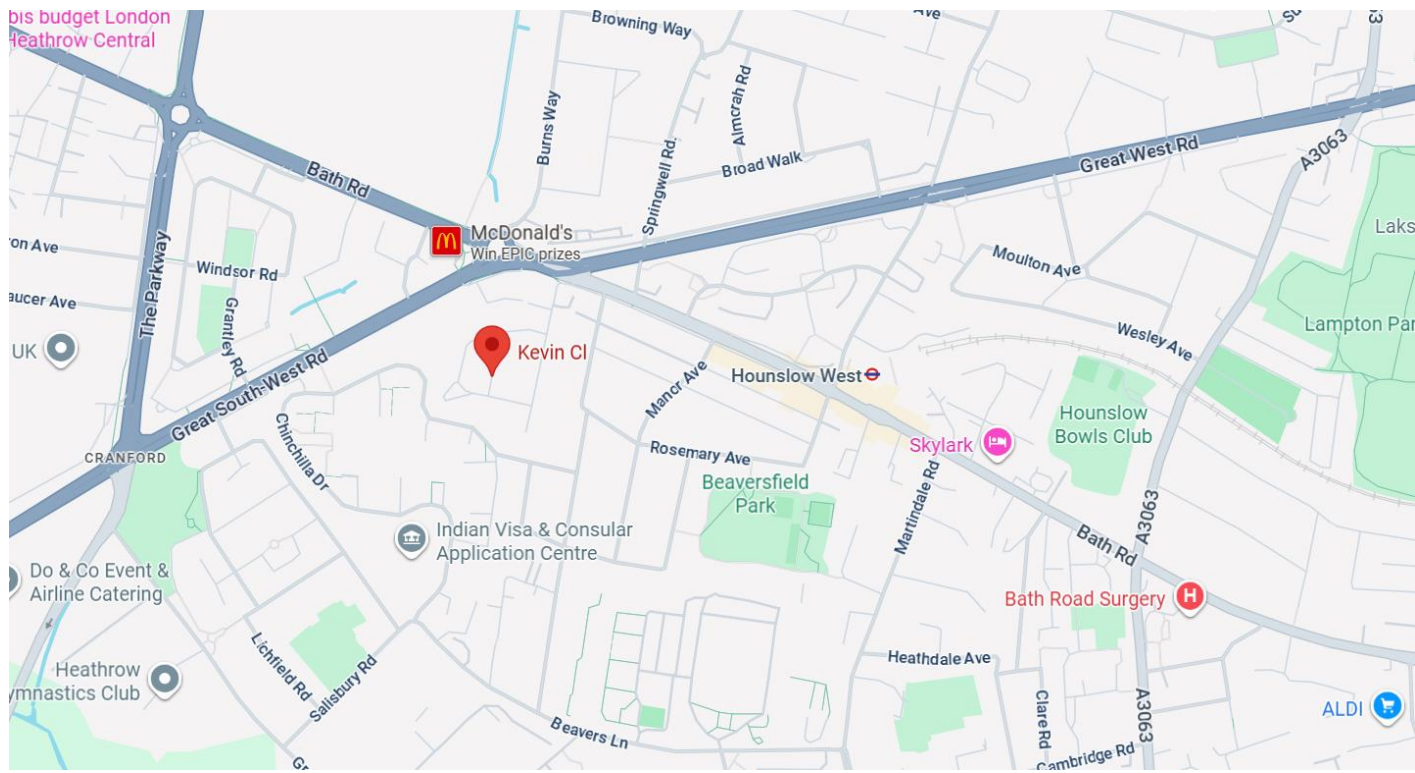 bis budget London
Heathrow Central
Browning Way
Ave
A3063
Burns Way
Almcrah Rd
Springwell Rd.
Broad Walk
Great West Rd
A3063
Bath Rd
McDonald's
Win EPIC prizes
on Ave
Windsor Rd
aucer Ave
The Parkway
Grantley Rd
UK
Great South-West Rd
Kevin Cl
Manor Ave
Hounslow West
Moulton Ave
Wesley Ave
Laks
Lampton Par
Hounslow
Bowls Club
Skylark
CRANFORD
Chinchilla Dr
Rosemary Ave
Beaversfield
Park
Martindale Rd
A3063
Bath Rd
Indian Visa & Consular
Application Centre
Do & Co Event &
Airline Catering
Bath Road Surgery
H
Heathrow
ymnastics Club
Lichfield Rd
Salisbury Rd
Beavers Ln
Heathdale Ave
Clare Rd
A3063
Cambridge Rd
ALDI